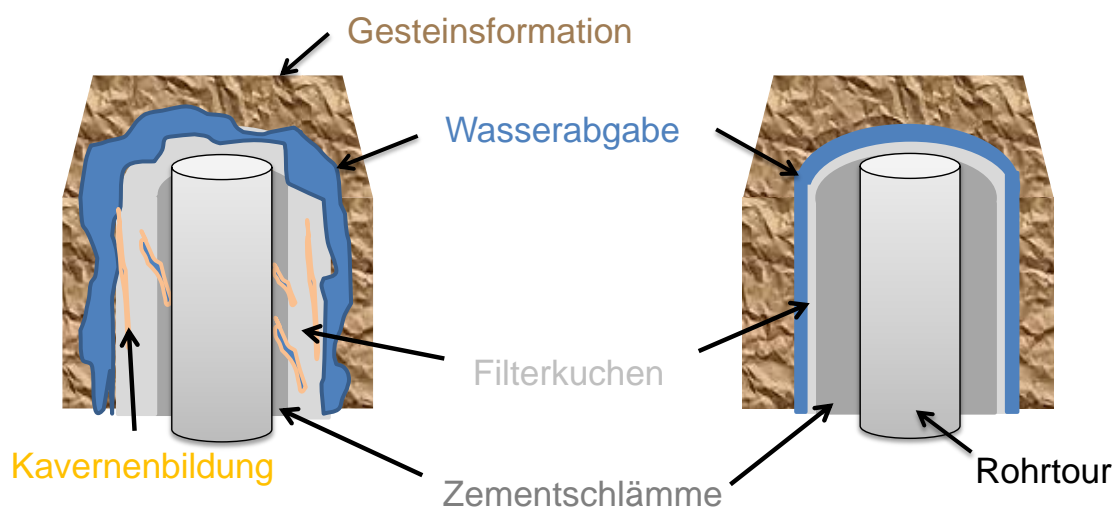 Gesteinsformation
Wasserabgabe
Filterkuchen
Kavernenbildung
Rohrtour
Zementschlämme